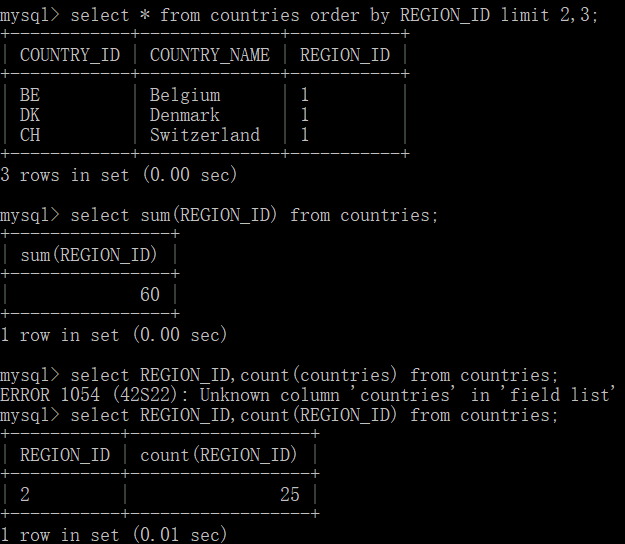 mysql> select * from countries order by REGION_ID limit 2,3;
+------------+--------------+-----------+
| COUNTRY_ID | COUNTRY_NAME | REGION_ID |
+------------+--------------+-----------+
| BE | Belgium | 1 |
| DK | Denmark | 1 |
| CH | Switzerland | 1 |
+------------+--------------+-----------+
3 rows in set (0.00 sec)
mysql> select sum(REGION_ID) from countries;
+----------------+
| sum(REGION_ID) |
+----------------+
| 60 |
+----------------+
1 row in set (0.00 sec)
mysql> select REGION_ID,count(countries) from countries;
ERROR 1054 (42S22): Unknown column 'countries' in 'field list'
mysql> select REGION_ID,count(REGION_ID) from countries;
+-----------+------------------+
| REGION_ID | count(REGION_ID) |
+-----------+------------------+
| 2 | 25 |
+-----------+------------------+
1 row in set (0.01 sec)